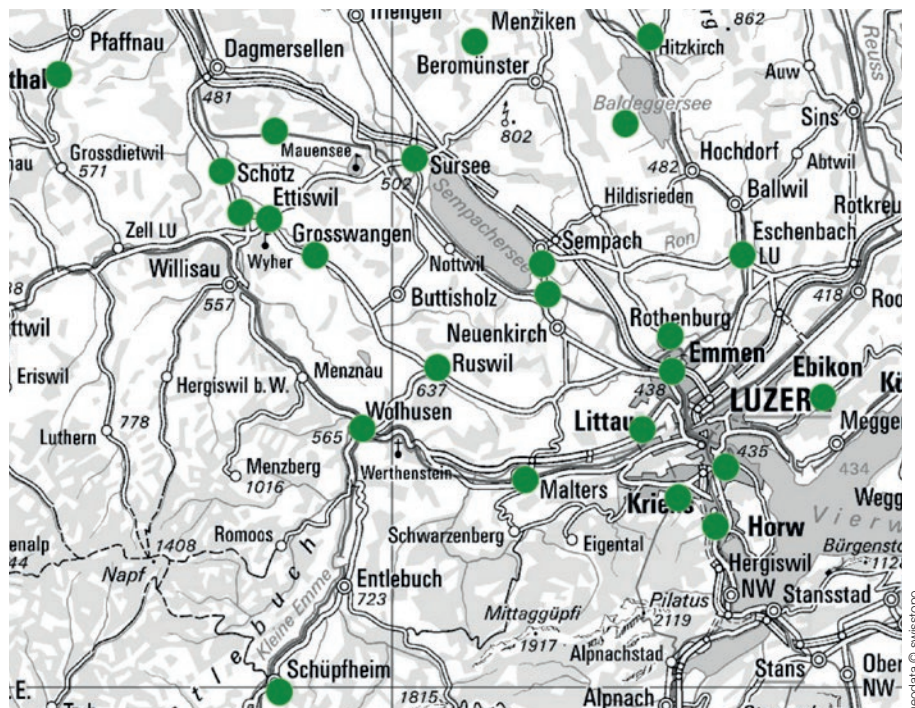 Triengen
Menziken
862
Pfaffnau
Hitzkirch
Dagmersellen
Beromünster
Auw
Reuss
thal
Baldeggersee
481
Sins
802
Mauensee
Grossdietwil
571
Sursee
502
Hochdorf
482
Abtwil
Schötz
Hildisrieden
Ballwil
Ettiswil
Sempachersee
Rotkreu
Grosswangen
Sempach
Ron
Eschenbach
LU
Zell LU
Wyher
Nottwil
Willisau
557
Buttisholz
418
Roo
ttwil
Neuenkirch
Rothenburg
Emmen
Ruswil
637
438
Ebikon
Eriswil
Hergiswil b.W.
Menznau
LUZER
Kü
778
Wolhusen
565
Littau
Megge
Luthern
435
434
Werthenstein
Menzberg
1016
Malters
Kriens
Wegg
Romoos
Schwarzenberg
Eigental
Horw
Vierw
enalp
44
1408
Napf
Bürgensto
1128
Hergiswil
NW
Entlebuch
723
Kleine Emme
Mittaggüpfi
1917
Pilatus
2119
Stansstad
Alpnachstad
Stans
Ober
NW
Schüpfheim
1815
Alpnach
E.
geodata © swisstopo